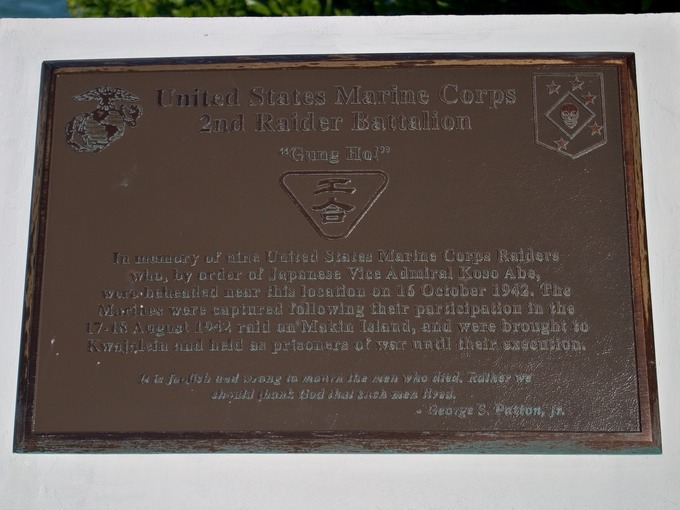 United States Marine Corps
2nd Raider Battalion
"Gung Ho!"
工
合
In memory of nine United States Marine Corps Raiders
who, by order of Japanese Vice Admiral Koso Abe,
were beheaded near this location on 16 October 1942. The
Marines were captured following their participation in the
17-18 August 1942 raid on Makin Island, and were brought to
Kwajalein and held as prisoners of war until their execution.
It is foolish and wrong to mourn the men who died. Rather we
should thank God that such men lived.
- George S. Patton, Jr.